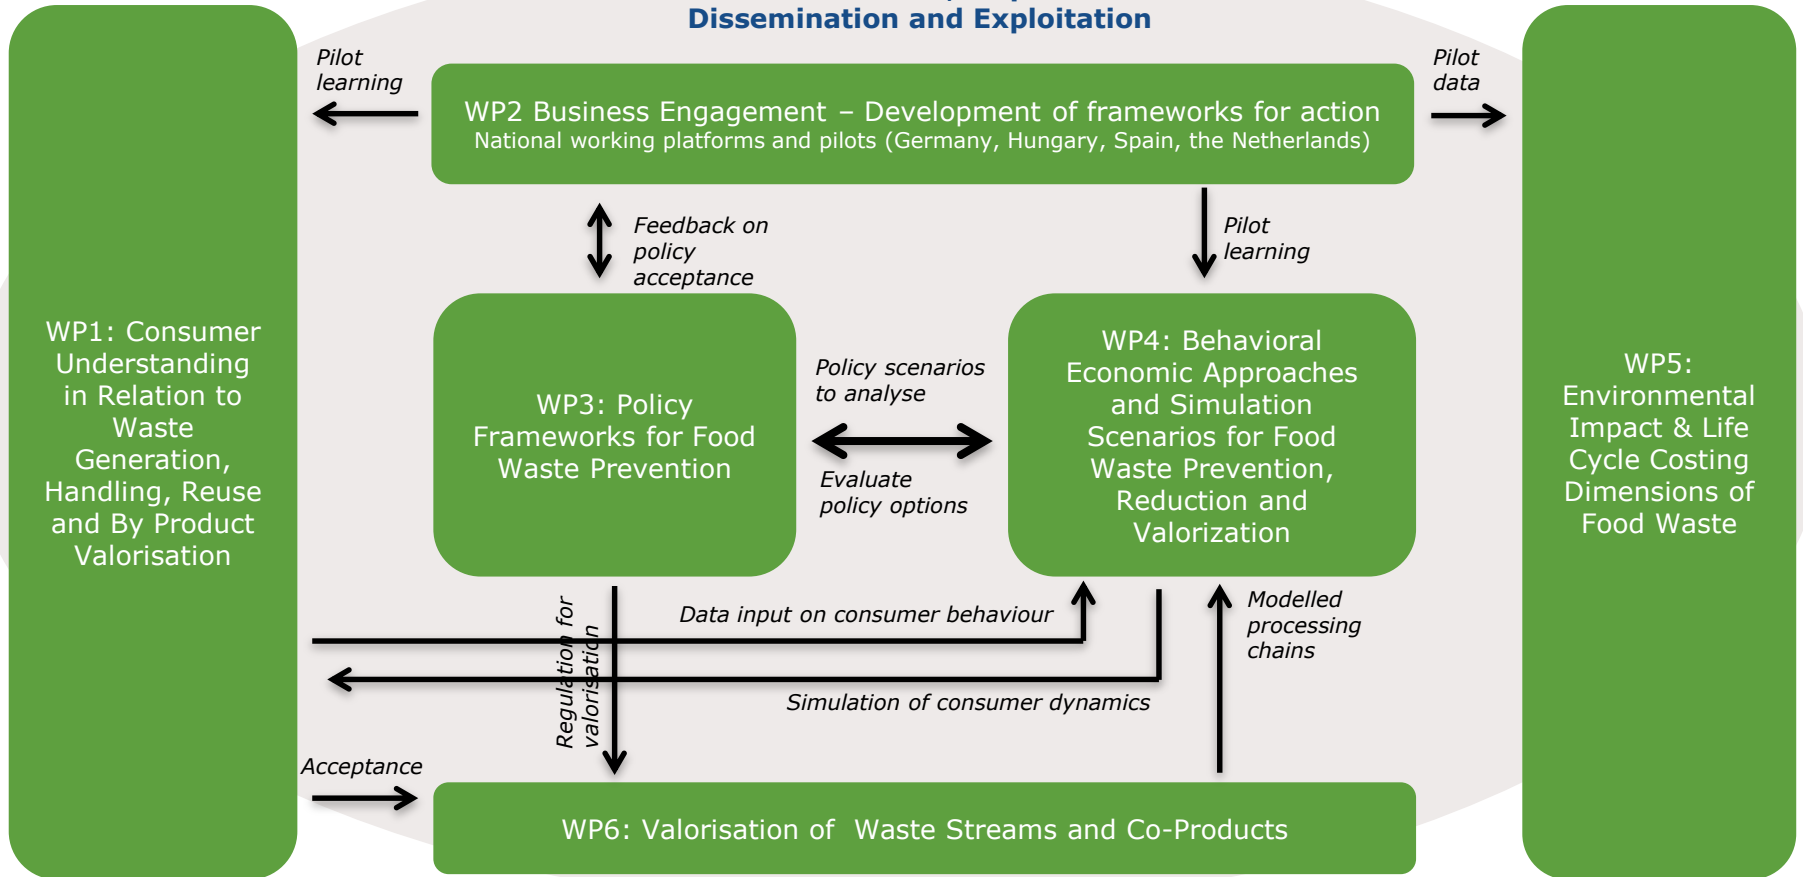 Dissemination and Exploitation
Pilot
learning
Pilot
data
WP2 Business Engagement – Development of frameworks for action
National working platforms and pilots (Germany, Hungary, Spain, the Netherlands)
Feedback on
policy
acceptance
Pilot
learning
WP1: Consumer
Understanding
in Relation to
Waste
Generation,
Handling, Reuse
and By Product
Valorisation
WP3: Policy
Frameworks for Food
Waste Prevention
Policy scenarios
to analyse
Evaluate
policy options
WP4: Behavioral
Economic Approaches
and Simulation
Scenarios for Food
Waste Prevention,
Reduction and
Valorization
WP5:
Environmental
Impact & Life
Cycle Costing
Dimensions of
Food Waste
Regulation for
valorisation
Data input on consumer behaviour
Modelled
processing
chains
Simulation of consumer dynamics
Acceptance
WP6: Valorisation of  Waste Streams and Co-Products